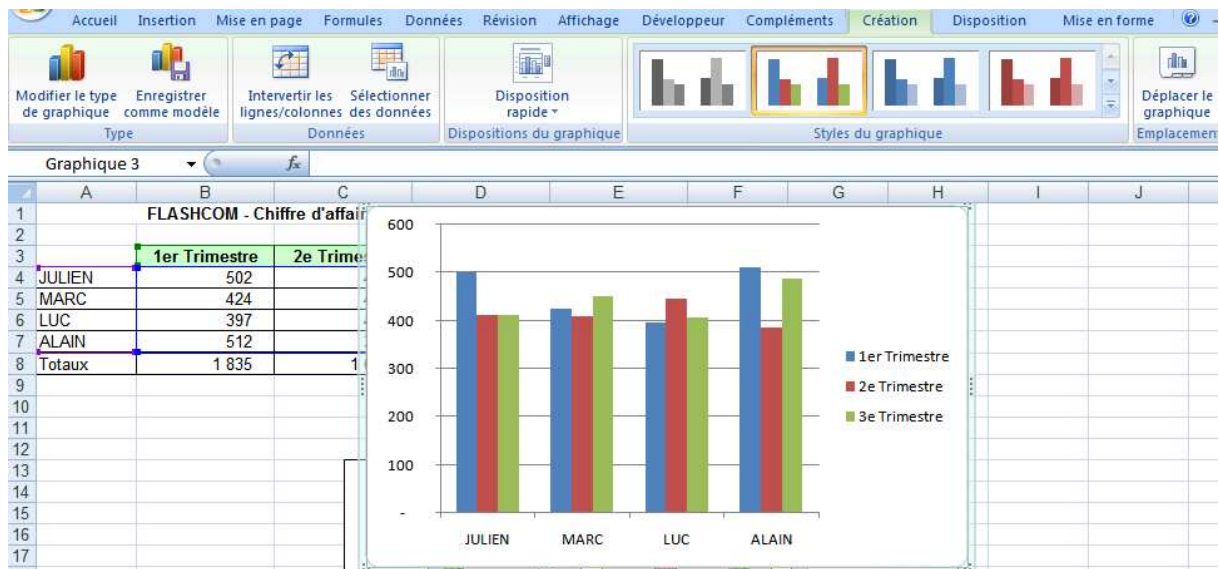 Accueil Insertion Mise en page Formules Données Révision Affichage Développeur Compléments Création Disposition Mise en forme
Modifier le type de graphique Enregistrer comme modèle Intervertir les lignes/colonnes Sélectionner des données Disposition rapide Déplacer le graphique
Type Données Dispositions du graphique Styles du graphique Emplacemen
Graphique 3 fx
A B C D E F G H I J
1 FLASHCOM - Chiffre d'affair
2
3 1er Trimestre 2e Trimes
4 JULIEN 502
5 MARC 424
6 LUC 397
7 ALAIN 512
8 Totaux 1 835 1
9
10
11
12
13
14
15
16
17
600
500
400
300
200
100
-
JULIEN MARC LUC ALAIN
1er Trimestre
2e Trimestre
3e Trimestre